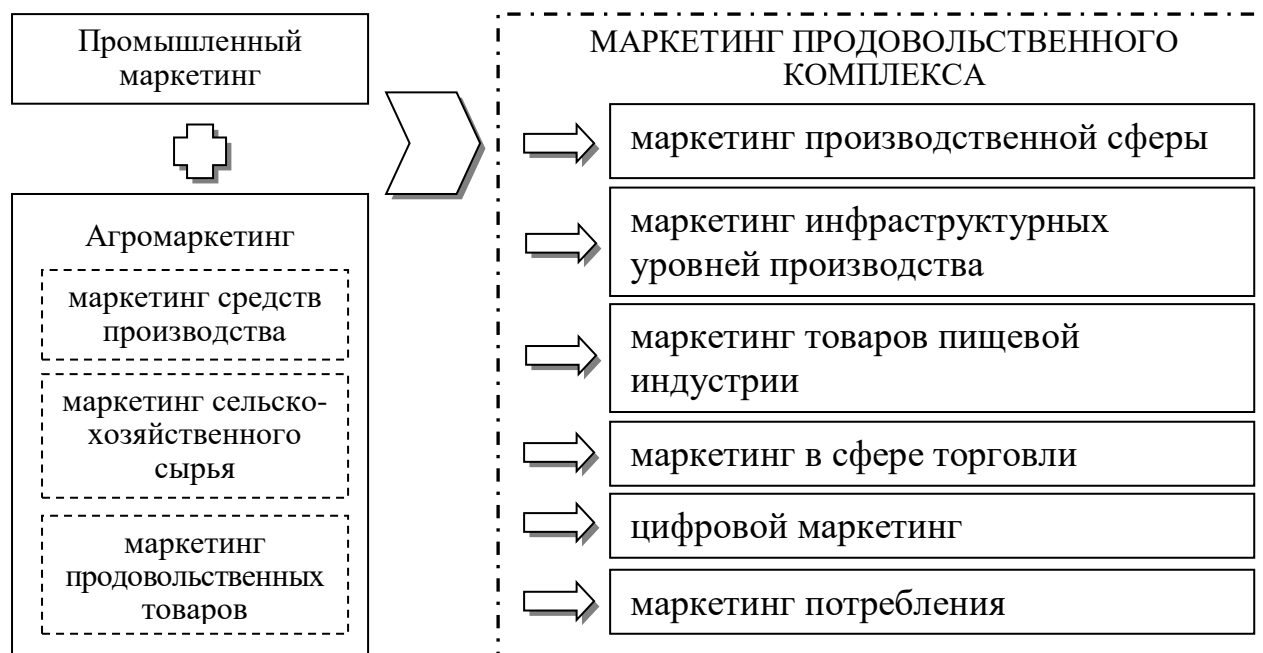 Промышленный
маркетинг
Агромаркетинг
маркетинг средств
производства
маркетинг сельско-
хозяйственного
сырья
маркетинг
продовольственных
товаров
МАРКЕТИНГ ПРОДОВОЛЬСТВЕННОГО
КОМПЛЕКСА
маркетинг производственной сферы
маркетинг инфраструктурных
уровней производства
маркетинг товаров пищевой
индустрии
маркетинг в сфере торговли
цифровой маркетинг
маркетинг потребления